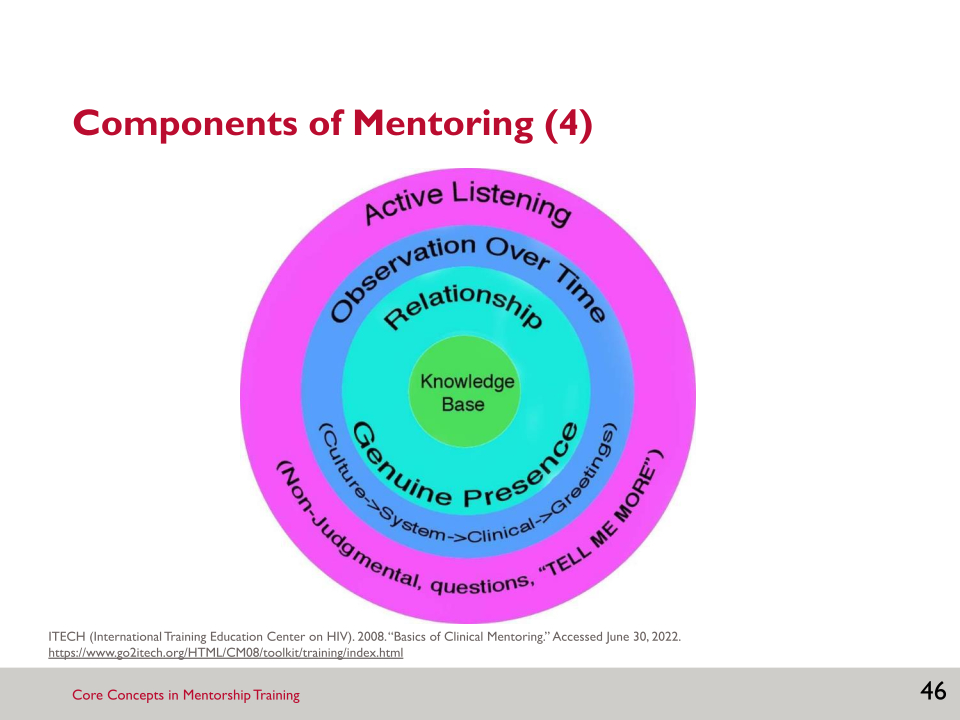 Components of Mentoring (4)
Active Listening
Observation Over Time
Relationship
Knowledge
Base
Genuine Presence
(Culture->System->Clinical->Greetings)
(Non-Judgmental, questions, “TELL ME MORE”)
ITECH (International Training Education Center on HIV). 2008. “Basics of Clinical Mentoring.” Accessed June 30, 2022.
https://www.go2itech.org/HTML/CM08/toolkit/training/index.html
Core Concepts in Mentorship Training
46